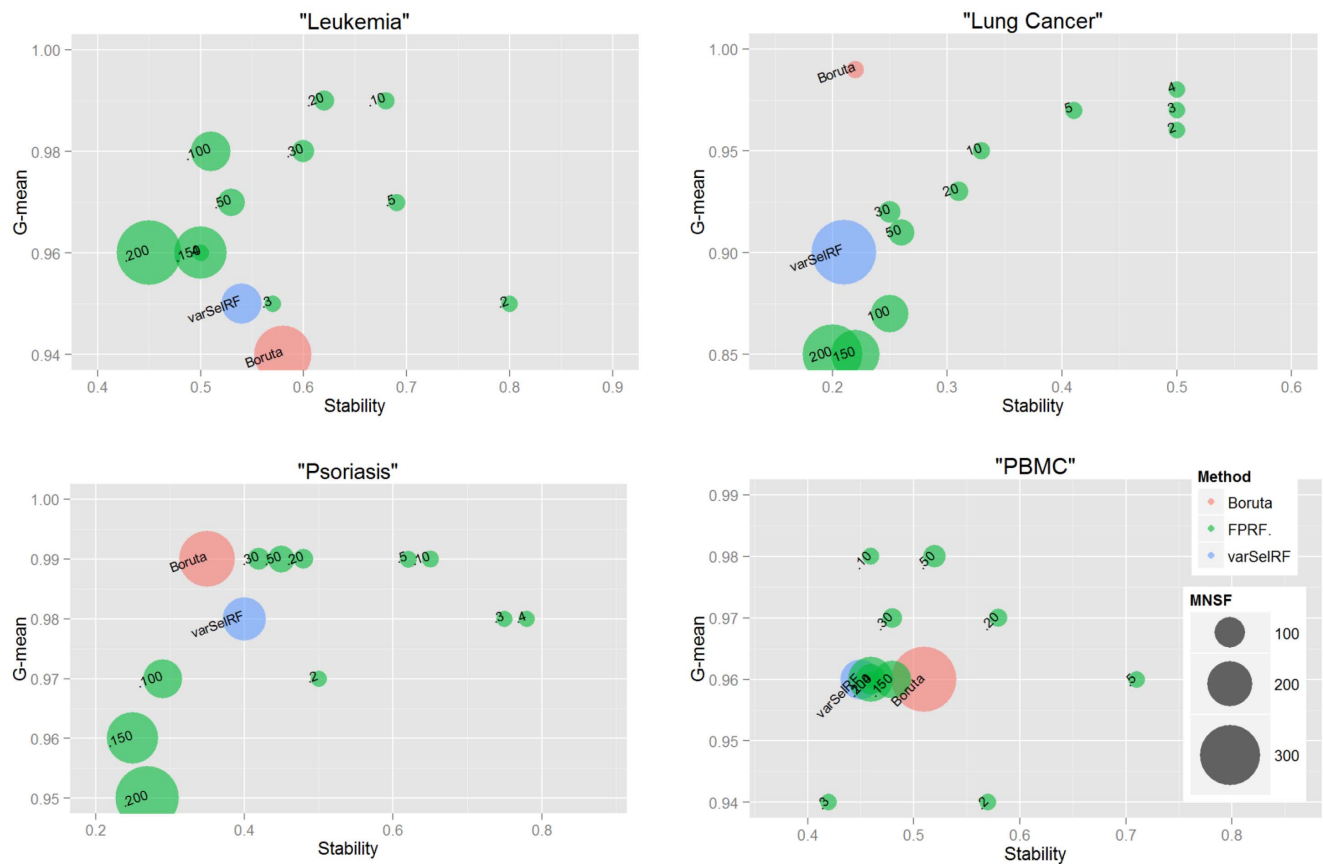 "Leukemia"
1.00
0.98
0.96
0.94
G-mean
.20
.10
.100
.30
.50
.5
.200
.150
varSelRF
.3
.2
Boruta
0.4 0.5 0.6 0.7 0.8 0.9
Stability
"Lung Cancer"
1.00
0.95
0.90
0.85
G-mean
Boruta
4
5
3
2
10
20
30
50
varSelRF
100
200
150
0.2 0.3 0.4 0.5 0.6
Stability
"Psoriasis"
1.00
0.99
0.98
0.97
0.96
0.95
G-mean
Boruta
.30
.50
.20
.5
.10
varSelRF
.3
.4
.100
.2
.150
.200
0.2 0.4 0.6 0.8
Stability
"PBMC"
0.99
0.98
0.97
0.96
0.95
0.94
G-mean
.10
.50
.30
.20
varSelRF
.200
.150
Boruta
.5
.3
.2
0.4 0.5 0.6 0.7 0.8
Stability
Method
Boruta
FPRF.
varSelRF
MNSF
100
200
300